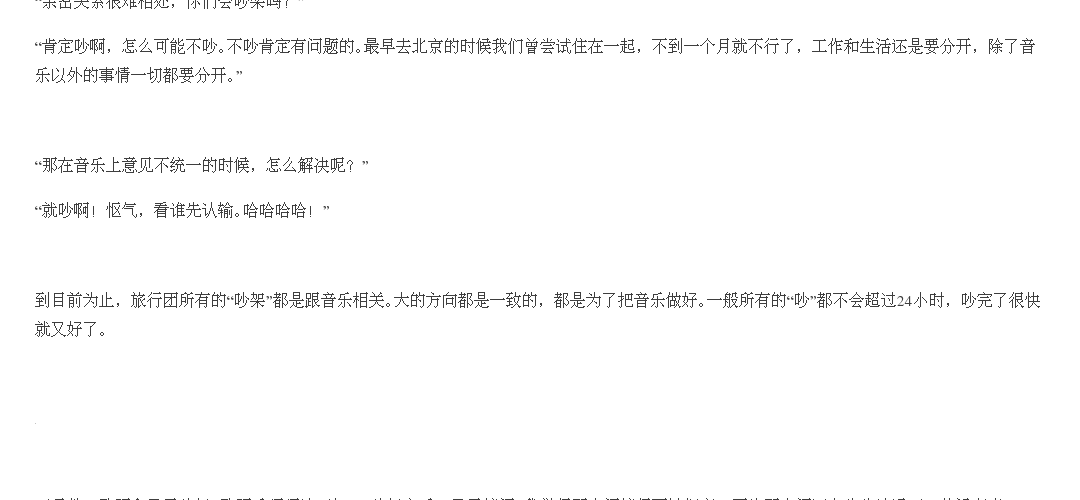 “肯定吵啊，怎么可能不吵。不吵肯定有问题的。最早去北京的时候我们曾尝试住在一起，不到一个月就不行了，工作和生活还是要分开，除了音
乐以外的事情一切都要分开。”
“那在音乐上意见不统一的时候，怎么解决呢？”
“就吵啊！怄气，看谁先认输。哈哈哈哈！”
到目前为止，旅行团所有的“吵架”都是跟音乐相关。大的方向都是一致的，都是为了把音乐做好。一般所有的“吵”都不会超过24小时，吵完了很快
就又好了。